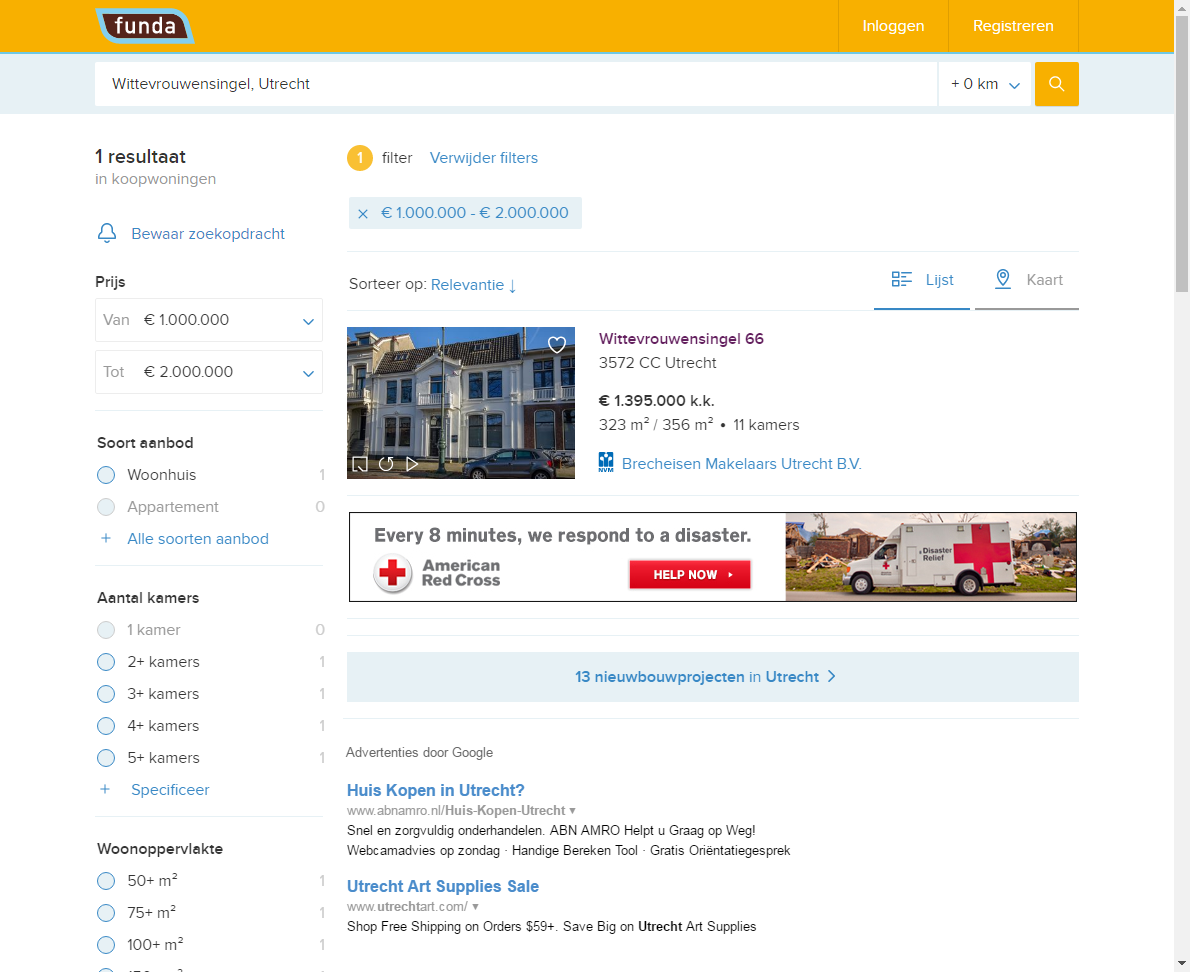 funda
Inloggen
Registreren
Wittevrouwensingel, Utrecht
+ 0 km
1 resultaat
in koopwoningen
Bewaar zoekopdracht
Prijs
Van € 1.000.000
Tot € 2.000.000
Soort aanbod
Woonhuis 1
Appartement 0
+ Alle soorten aanbod
Aantal kamers
1 kamer 0
2+ kamers 1
3+ kamers 1
4+ kamers 1
5+ kamers 1
+ Specificeer
Woonoppervlakte
50+ m² 1
75+ m² 1
100+ m² 1
1 filter Verwijder filters
× € 1.000.000 - € 2.000.000
Sorteer op: Relevantie ↓
Lijst
Kaart
Wittevrouwensingel 66
3572 CC Utrecht
€ 1.395.000 k.k.
323 m² / 356 m² • 11 kamers
NVM Brecheisen Makelaars Utrecht B.V.
Every 8 minutes, we respond to a disaster.
American
Red Cross
HELP NOW
Disaster
Relief
13 nieuwbouwprojecten in Utrecht
Advertenties door Google
Huis Kopen in Utrecht?
www.abnamro.nl/Huis-Kopen-Utrecht ▼
Snel en zorgvuldig onderhandelen. ABN AMRO Helpt u Graag op Weg!
Webcamadvies op zondag · Handige Bereken Tool · Gratis Oriëntatiegesprek
Utrecht Art Supplies Sale
www.utrechtart.com/ ▼
Shop Free Shipping on Orders $59+. Save Big on Utrecht Art Supplies